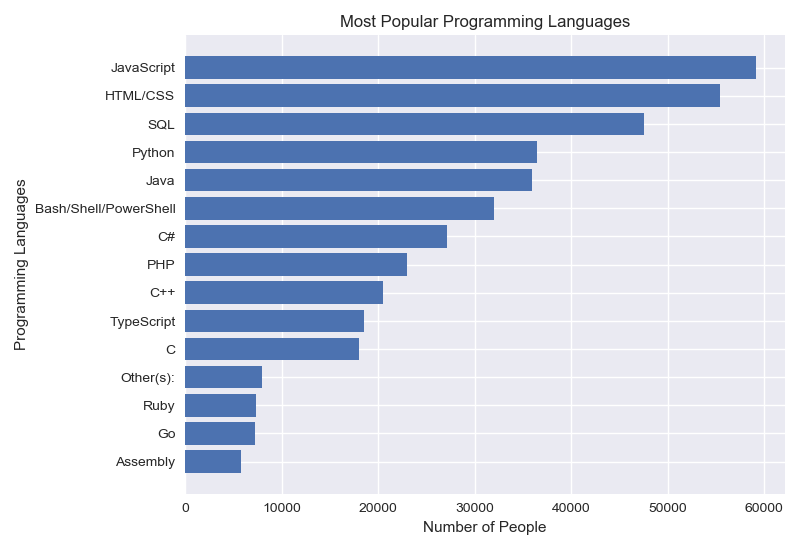 Most Popular Programming Languages
Programming Languages
JavaScript
HTML/CSS
SQL
Python
Java
Bash/Shell/PowerShell
C#
PHP
C++
TypeScript
C
Other(s):
Ruby
Go
Assembly
0 10000 20000 30000 40000 50000 60000
Number of People